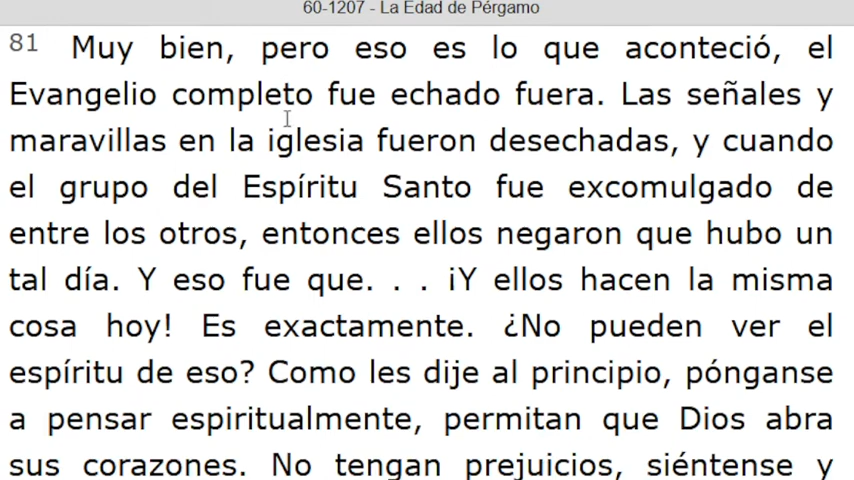 60-1207 - La Edad de Pérgamo
81 Muy bien, pero eso es lo que aconteció, el
Evangelio completo fue echado fuera. Las señales y
maravillas en la iglesia fueron desechadas, y cuando
el grupo del Espíritu Santo fue excomulgado de
entre los otros, entonces ellos negaron que hubo un
tal día. Y eso fue que. . . ¡Y ellos hacen la misma
cosa hoy! Es exactamente. ¿No pueden ver el
espíritu de eso? Como les dije al principio, pónganse
a pensar espiritualmente, permitan que Dios abra
sus corazones. No tengan prejuicios, siéntense y